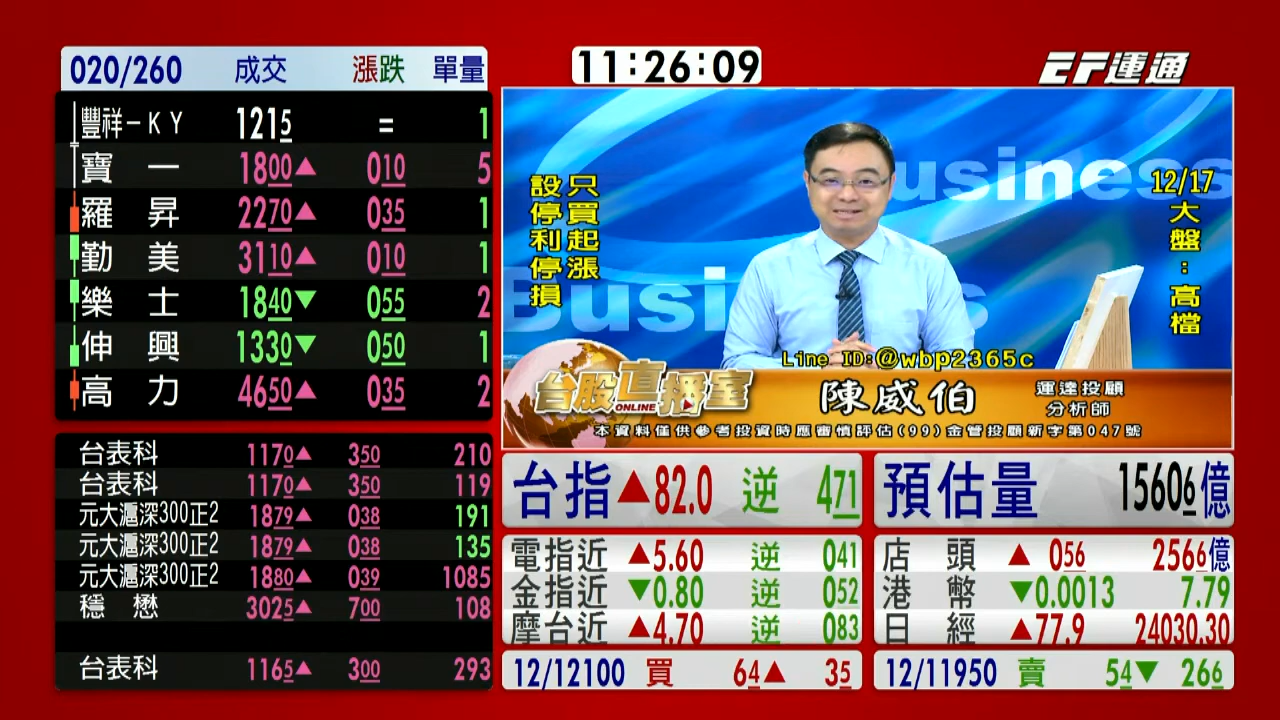 020/260 成交 漲跌 單量
豐祥-KY 1215 = 1
寶一 1800▲ 010 5
羅昇 2270▲ 035 1
勤美 3110▲ 010 1
樂士 1840▼ 055 2
伸興 1330▼ 050 1
高力 4650▲ 035 2
台表科 1170▲ 350 210
台表科 1170▲ 350 119
元大滬深300正2 1879▲ 038 191
元大滬深300正2 1879▲ 038 135
元大滬深300正2 1880▲ 039 1085
穩懋 3025▲ 700 108
台表科 1165▲ 300 293
11:26:09
EF運通
只買起漲
設停利停損
Business
Business
12/17
大盤:高檔
Line ID:@wbp2365c
台股直播室
ONLINE
陳威伯
運達投顧
分析師
本資料僅供參考投資時應審慎評估(99)金管投顧新字第047號
台指▲82.0 逆 471
預估量 15606億
電指近 ▲5.60 逆 041
金指近 ▼0.80 逆 052
摩台近 ▲4.70 逆 083
店頭 ▲ 056 2566億
港幣 ▼0.0013 7.79
日經 ▲77.9 24030.30
12/12100 買 64▲ 35
12/11950 賣 54▼ 266